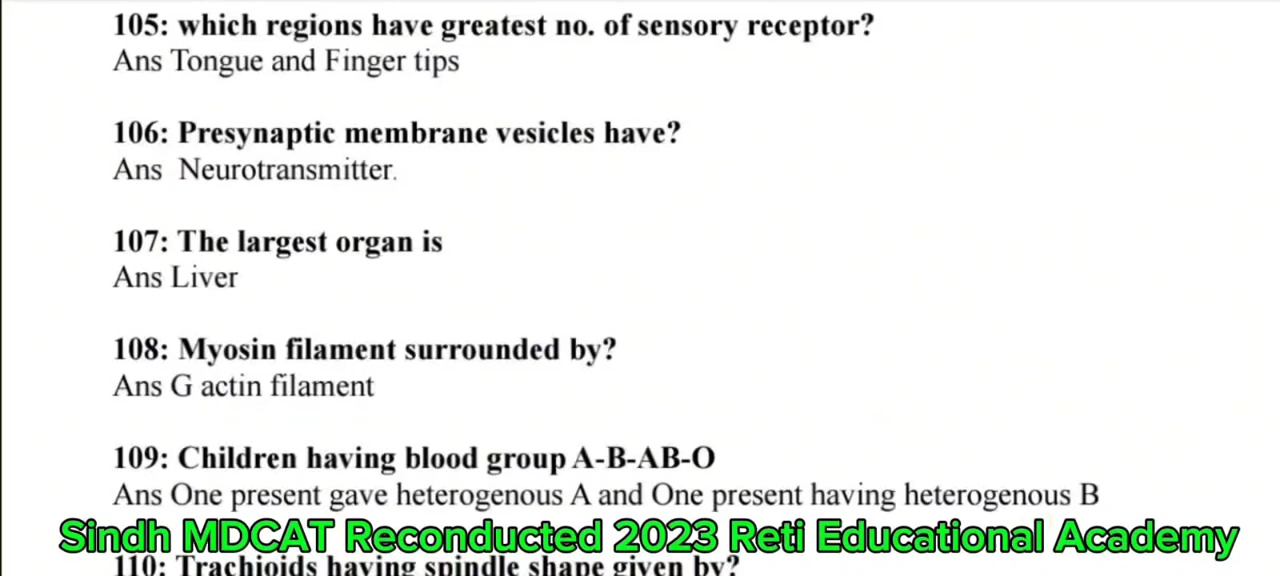 105: which regions have greatest no. of sensory receptor?
Ans Tongue and Finger tips
106: Presynaptic membrane vesicles have?
Ans Neurotransmitter.
107: The largest organ is
Ans Liver
108: Myosin filament surrounded by?
Ans G actin filament
109: Children having blood group A-B-AB-O
Ans One present gave heterogenous A and One present having heterogenous B
Sindh MDCAT Reconducted 2023 Reti Educational Academy
110: Trachioids having spindle shape given by?